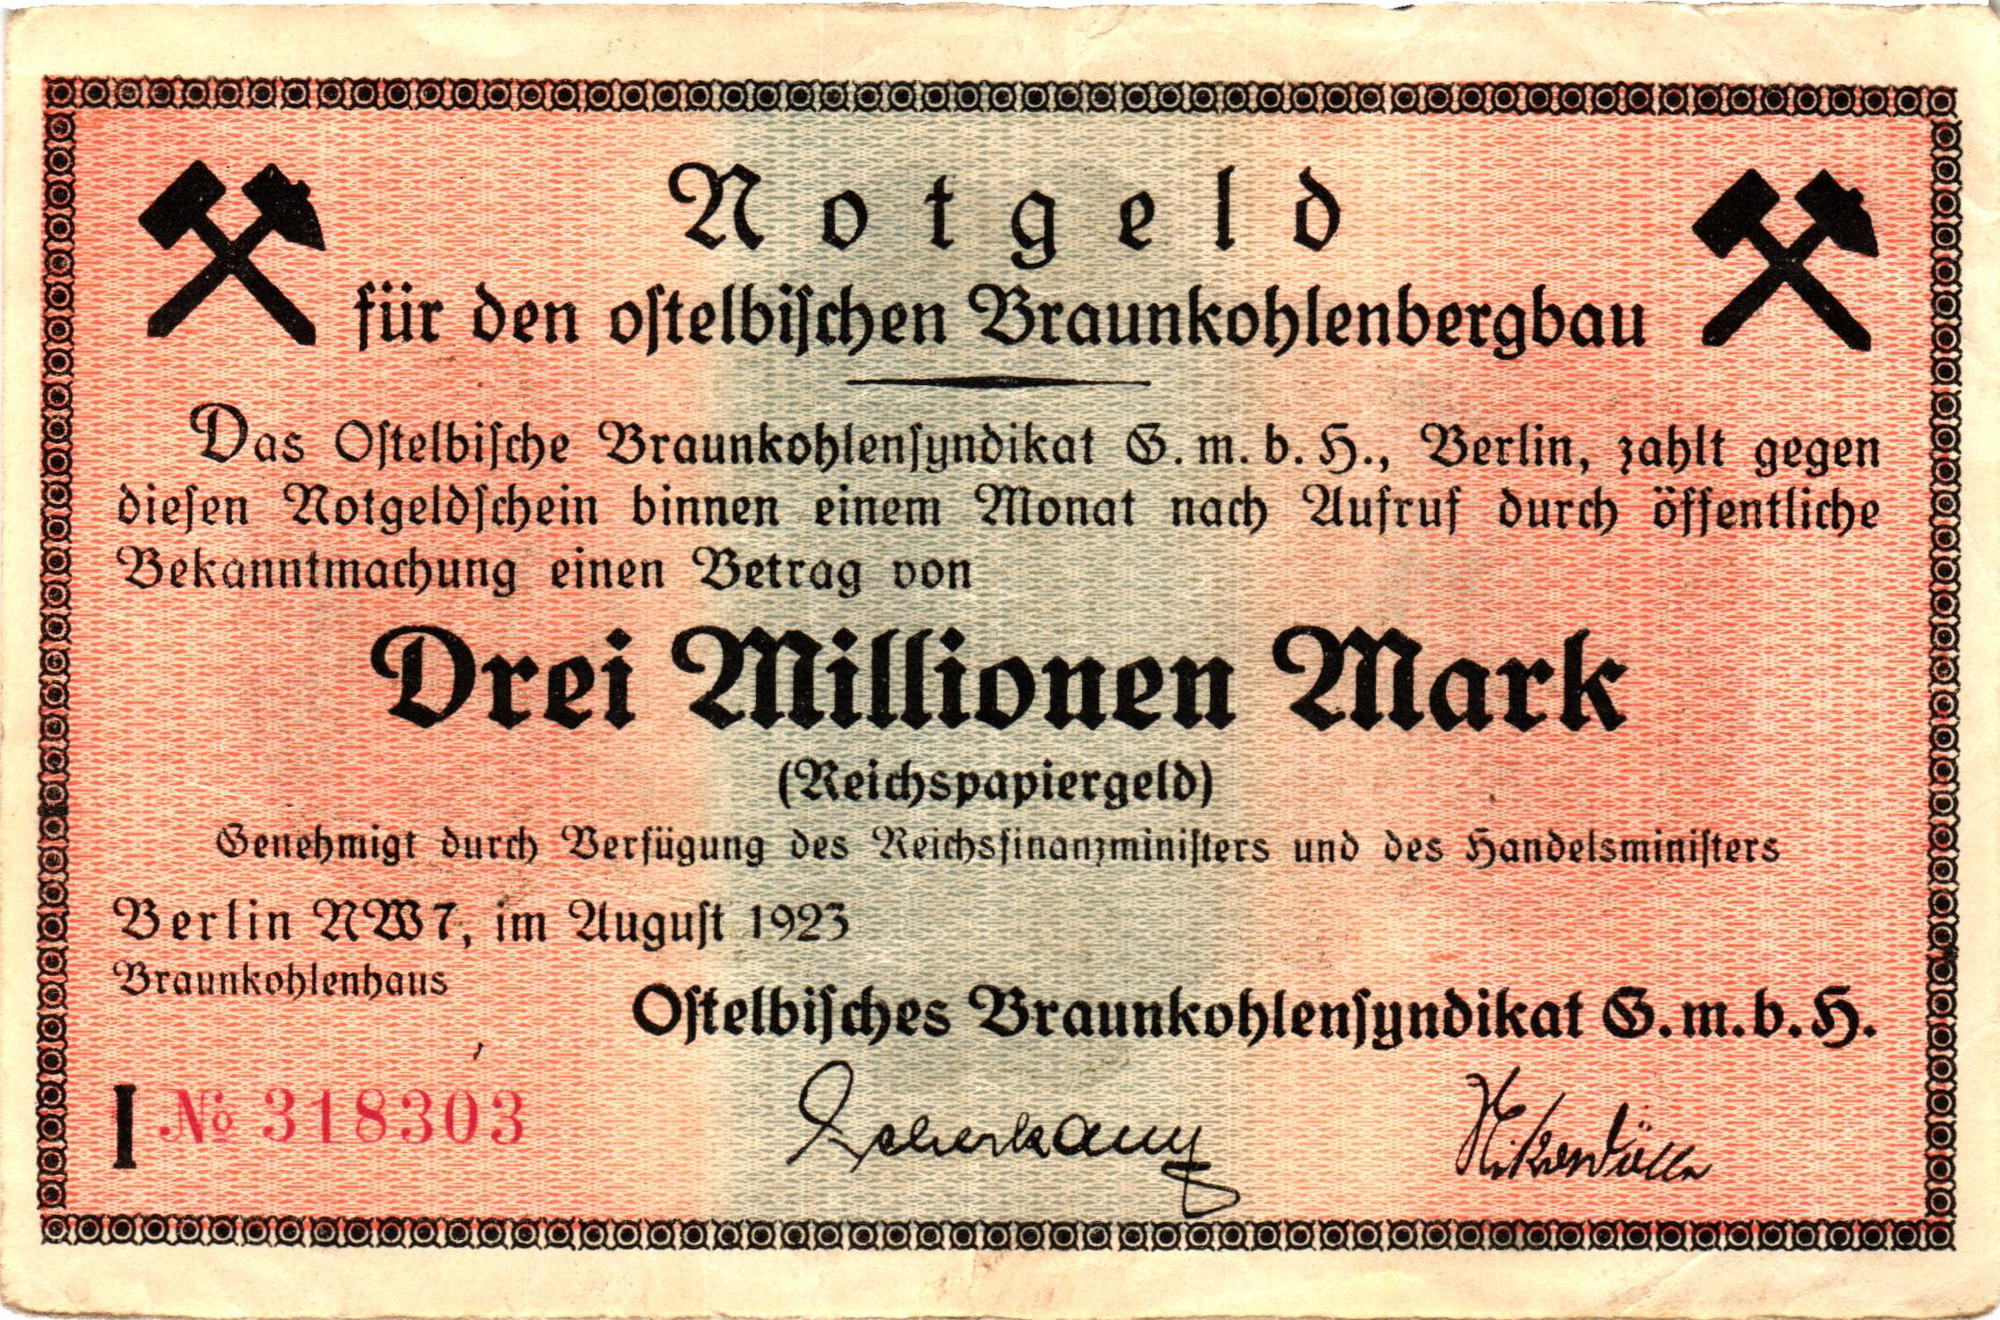 Notgeld
für den ostelbischen Braunkohlenbergbau
Das Ostelbische Braunkohlensyndikat G. m. b. H., Berlin, zahlt gegen
diesen Notgeldschein binnen einem Monat nach Aufruf durch öffentliche
Bekanntmachung einen Betrag von
Drei Millionen Mark
(Reichspapiergeld)
Genehmigt durch Verfügung des Reichsfinanzministers und des Handelsministers
Berlin NW7, im August 1923
Braunkohlenhaus
Ostelbisches Braunkohlensyndikat G. m. b. H.
I № 318303